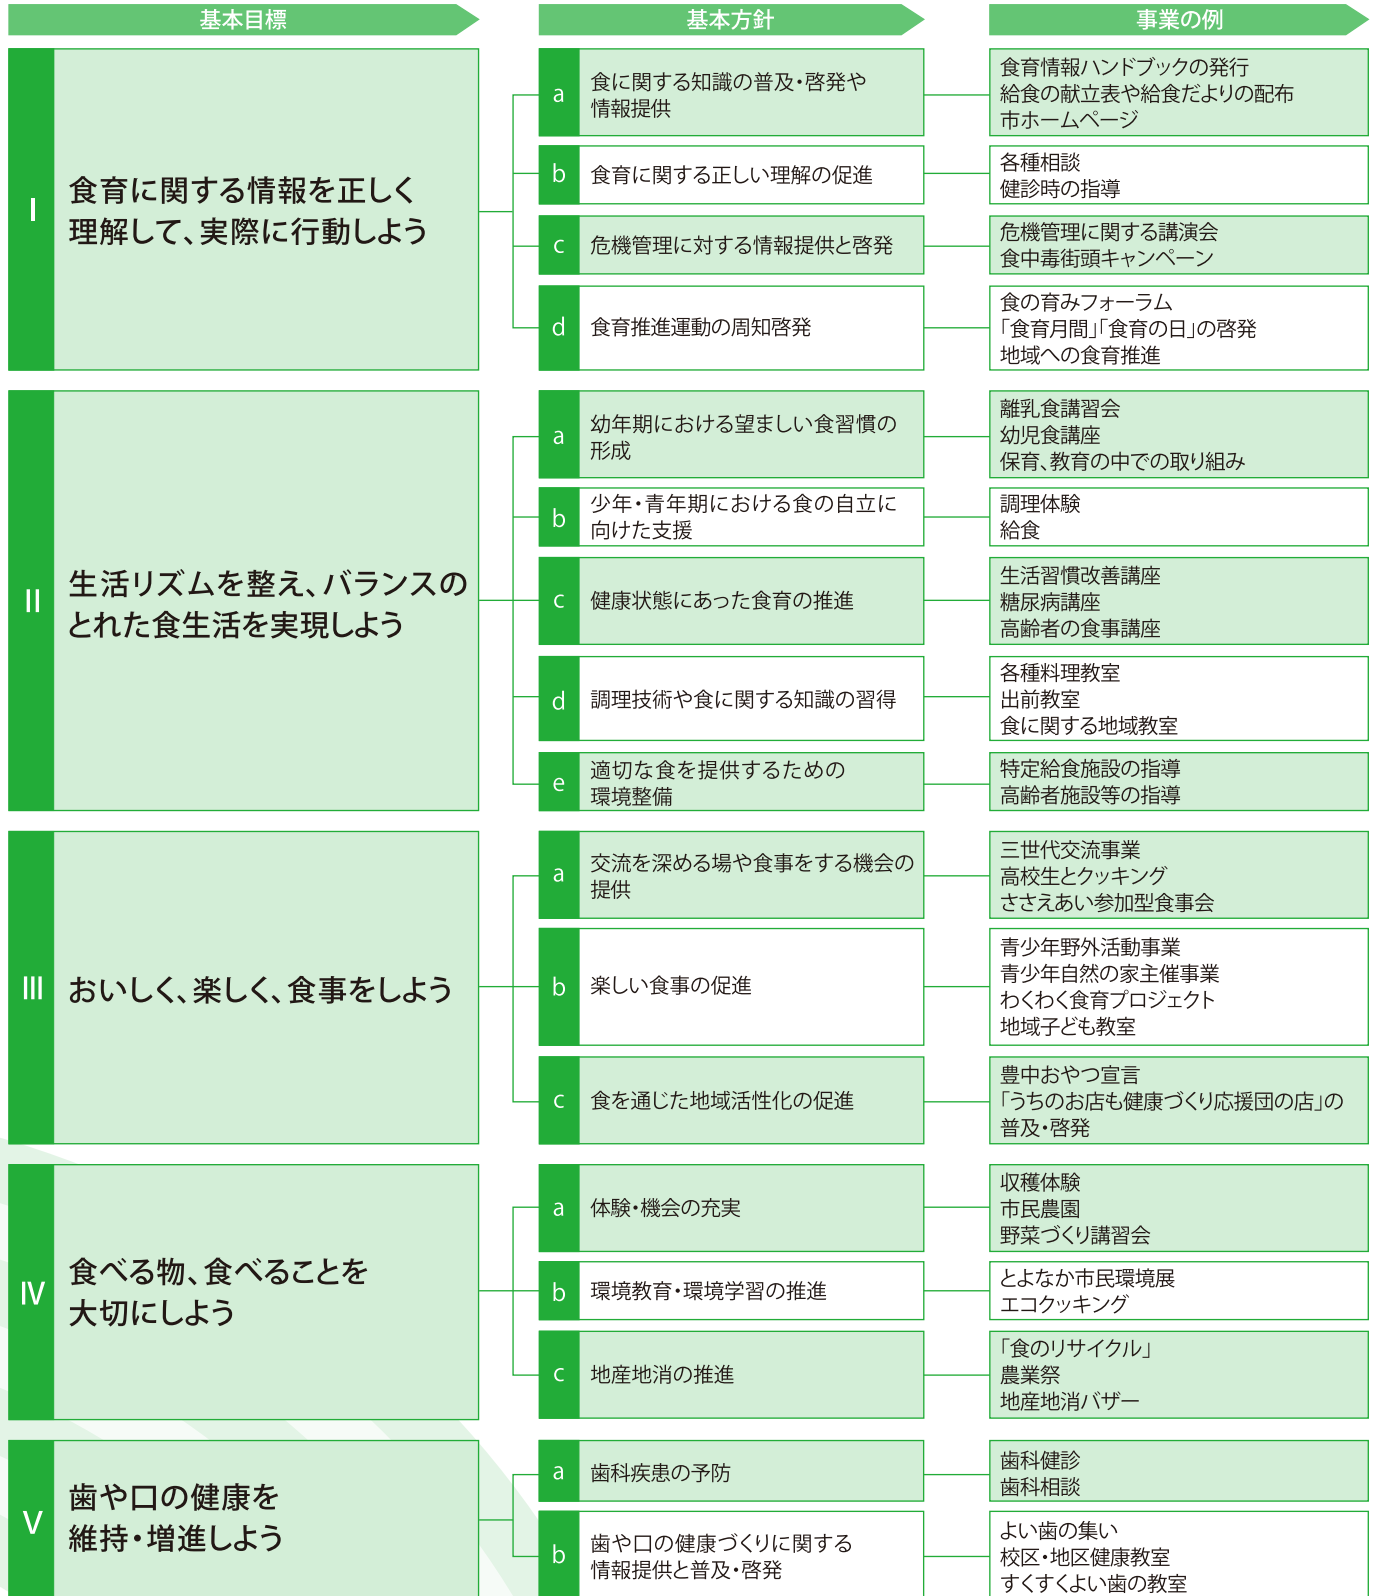 基本目標
基本方針
事業の例
I
食育に関する情報を正しく
理解して、実際に行動しよう
a
食に関する知識の普及・啓発や
情報提供
食育情報ハンドブックの発行
給食の献立表や給食だよりの配布
市ホームページ
b
食育に関する正しい理解の促進
各種相談
健診時の指導
c
危機管理に対する情報提供と啓発
危機管理に関する講演会
食中毒街頭キャンペーン
d
食育推進運動の周知啓発
食の育みフォーラム
「食育月間」「食育の日」の啓発
地域への食育推進
II
生活リズムを整え、バランスの
とれた食生活を実現しよう
a
幼年期における望ましい食習慣の
形成
離乳食講習会
幼児食講座
保育、教育の中での取り組み
b
少年・青年期における食の自立に
向けた支援
調理体験
給食
c
健康状態にあった食育の推進
生活習慣改善講座
糖尿病講座
高齢者の食事講座
d
調理技術や食に関する知識の習得
各種料理教室
出前教室
食に関する地域教室
e
適切な食を提供するための
環境整備
特定給食施設の指導
高齢者施設等の指導
III
おいしく、楽しく、食事をしよう
a
交流を深める場や食事をする機会の
提供
三世代交流事業
高校生とクッキング
ささえあい参加型食事会
b
楽しい食事の促進
青少年野外活動事業
青少年自然の家主催事業
わくわく食育プロジェクト
地域子ども教室
c
食を通じた地域活性化の促進
豊中おやつ宣言
「うちのお店も健康づくり応援団の店」の
普及・啓発
IV
食べる物、食べることを
大切にしよう
a
体験・機会の充実
収穫体験
市民農園
野菜づくり講習会
b
環境教育・環境学習の推進
とよなか市民環境展
エコクッキング
c
地産地消の推進
「食のリサイクル」
農業祭
地産地消バザー
V
歯や口の健康を
維持・増進しよう
a
歯科疾患の予防
歯科健診
歯科相談
b
歯や口の健康づくりに関する
情報提供と普及・啓発
よい歯の集い
校区・地区健康教室
すくすくよい歯の教室